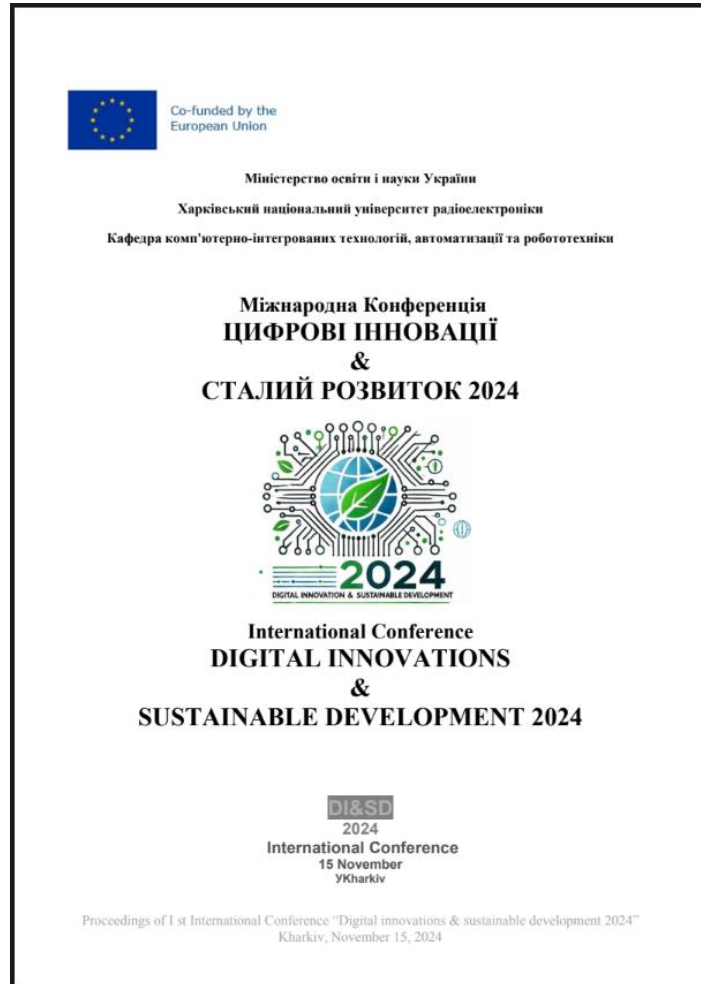 Co-funded by the
European Union
Міністерство освіти і науки України
Харківський національний університет радіоелектроніки
Кафедра комп'ютерно-інтегрованих технологій, автоматизації та робототехніки
Міжнародна Конференція
ЦИФРОВІ ІННОВАЦІЇ
&
СТАЛИЙ РОЗВИТОК 2024
2024
DIGITAL INNOVATION & SUSTAINABLE DEVELOPMENT
International Conference
DIGITAL INNOVATIONS
&
SUSTAINABLE DEVELOPMENT 2024
DI&SD
2024
International Conference
15 November
УKharkiv
Proceedings of I st International Conference “Digital innovations & sustainable development 2024”
Kharkiv, November 15, 2024